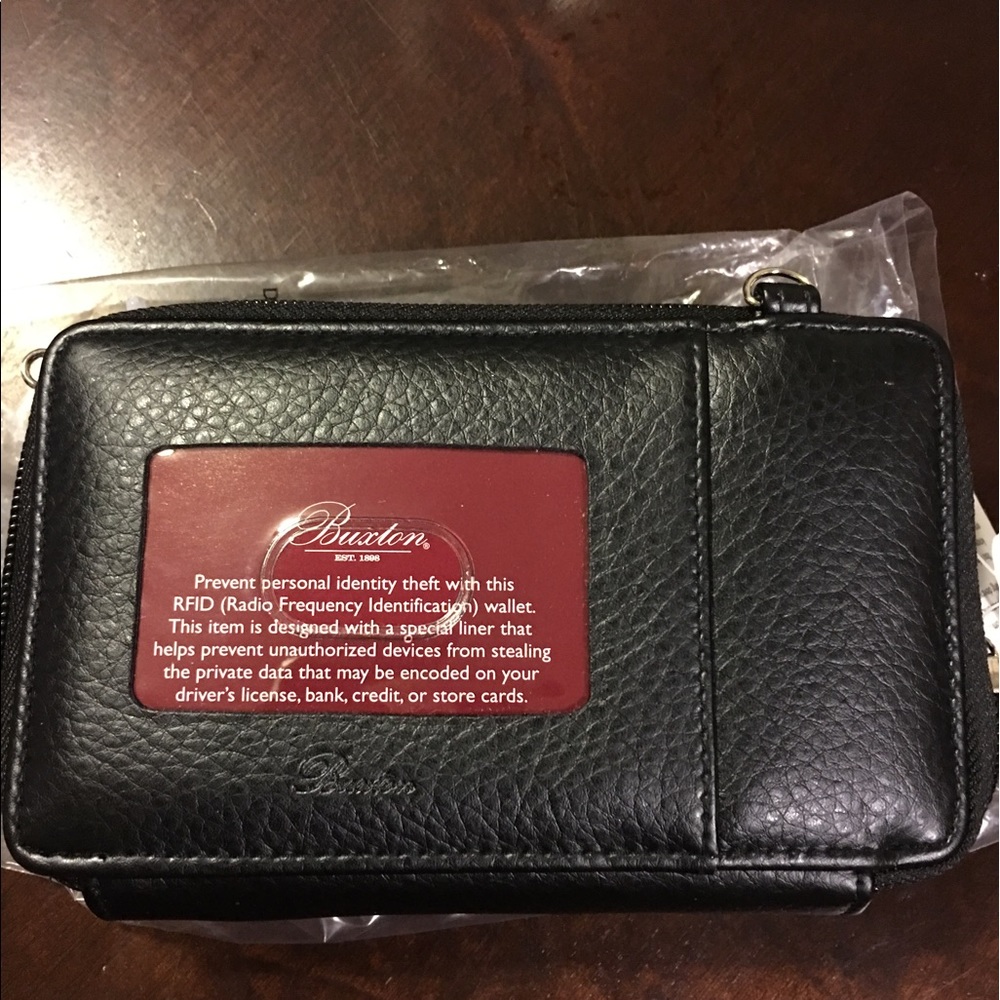 Buxton®
EST. 1898
Prevent personal identity theft with this
RFID (Radio Frequency Identification) wallet.
This item is designed with a special liner that
helps prevent unauthorized devices from stealing
the private data that may be encoded on your
driver's license, bank, credit, or store cards.
Buxton